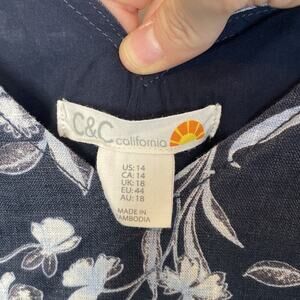 C&C california
US: 14
CA: 14
UK: 18
EU: 44
AU: 18
MADE IN
CAMBODIA